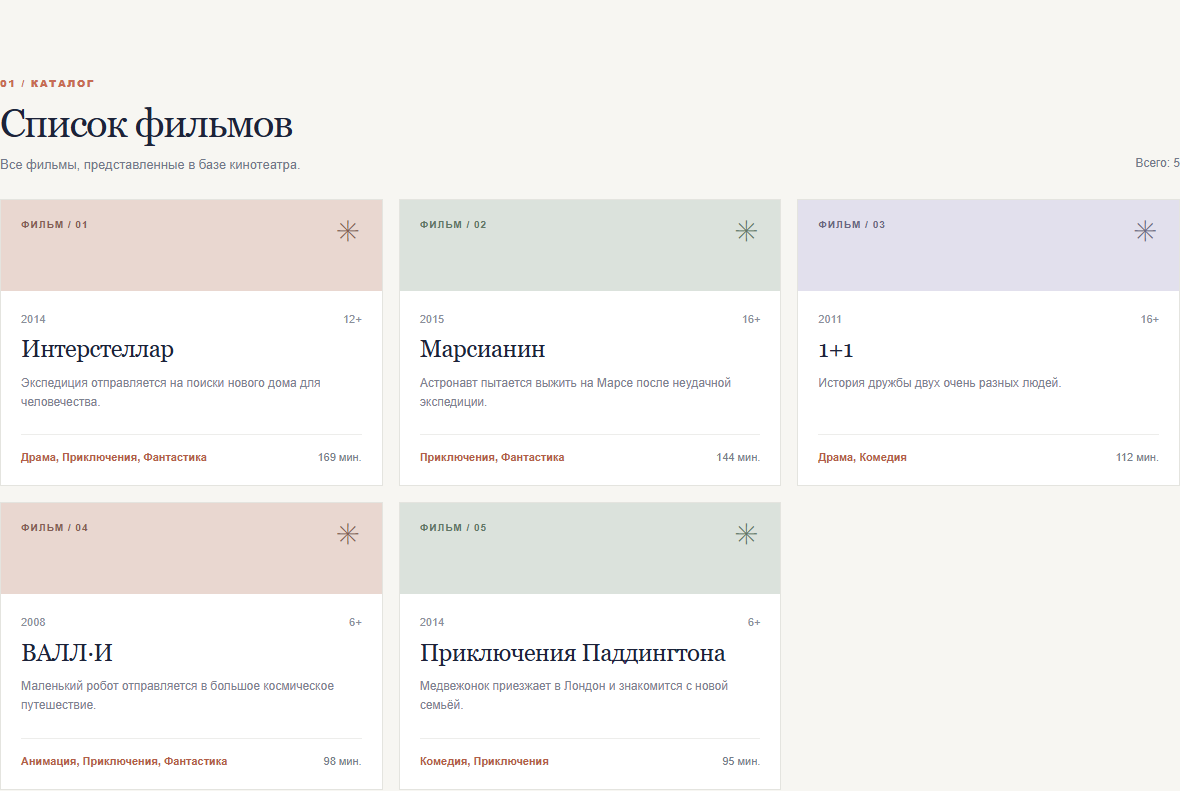 01 / КАТАЛОГ
Список фильмов
Все фильмы, представленные в базе кинотеатра.
Всего: 5
ФИЛЬМ / 01
2014
12+
Интерстеллар
Экспедиция отправляется на поиски нового дома для
человечества.
Драма, Приключения, Фантастика
169 мин.
ФИЛЬМ / 02
2015
16+
Марсианин
Астронавт пытается выжить на Марсе после неудачной
экспедиции.
Приключения, Фантастика
144 мин.
ФИЛЬМ / 03
2011
16+
1+1
История дружбы двух очень разных людей.
Драма, Комедия
112 мин.
ФИЛЬМ / 04
2008
6+
ВАЛЛ·И
Маленький робот отправляется в большое космическое
путешествие.
Анимация, Приключения, Фантастика
98 мин.
ФИЛЬМ / 05
2014
6+
Приключения Паддингтона
Медвежонок приезжает в Лондон и знакомится с новой
семьёй.
Комедия, Приключения
95 мин.